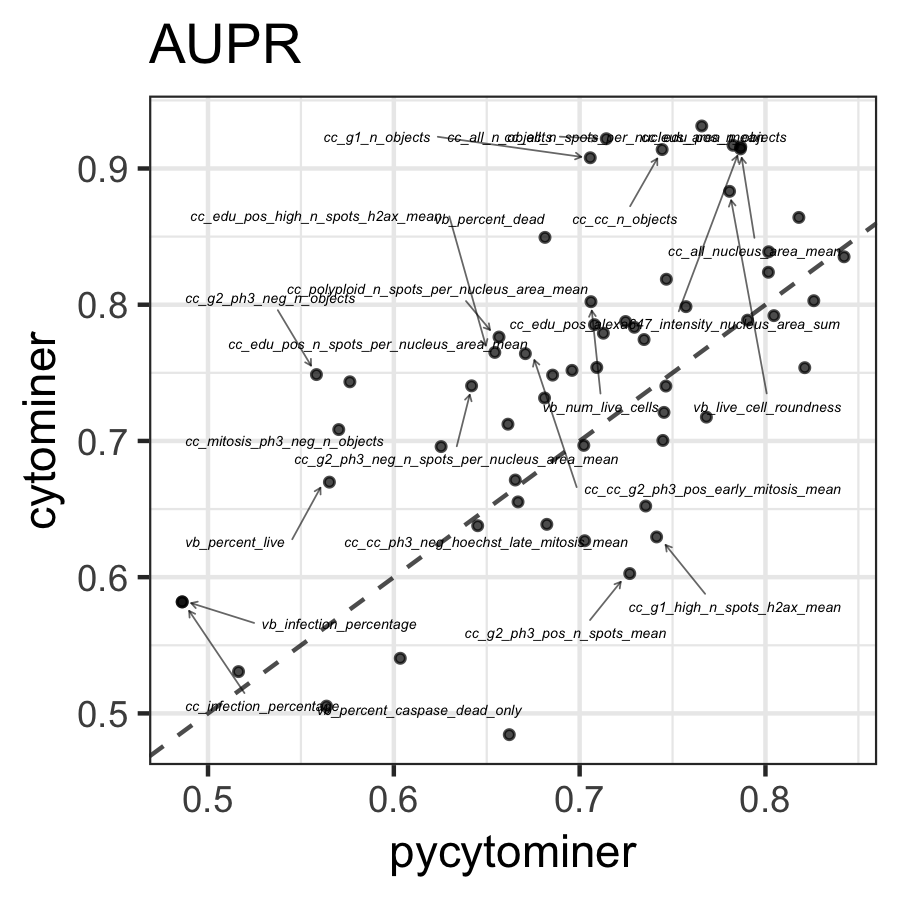 AUPR
cc_g1_n_objects
cc_all_n_objects
cc_edu_pos_high_n_spots_h2ax_mean
vb_percent_dead
cc_cc_n_objects
cc_all_nucleus_area_mean
cc_polyploid_n_spots_per_nucleus_area_mean
cc_g2_ph3_neg_n_objects
cc_edu_pos_alexa647_intensity_nucleus_area_sum
cc_edu_pos_n_spots_per_nucleus_area_mean
vb_num_live_cells
vb_live_cell_roundness
cc_mitosis_ph3_neg_n_objects
cc_g2_ph3_neg_n_spots_per_nucleus_area_mean
cc_cc_g2_ph3_pos_early_mitosis_mean
vb_percent_live
cc_cc_ph3_neg_hoechst_late_mitosis_mean
cc_g1_high_n_spots_h2ax_mean
vb_infection_percentage
cc_g2_ph3_pos_n_spots_mean
cc_infection_percentage
vb_percent_caspase_dead_only
0.9
0.8
0.7
0.6
0.5
cytominer
0.5
0.6
0.7
0.8
pycytominer